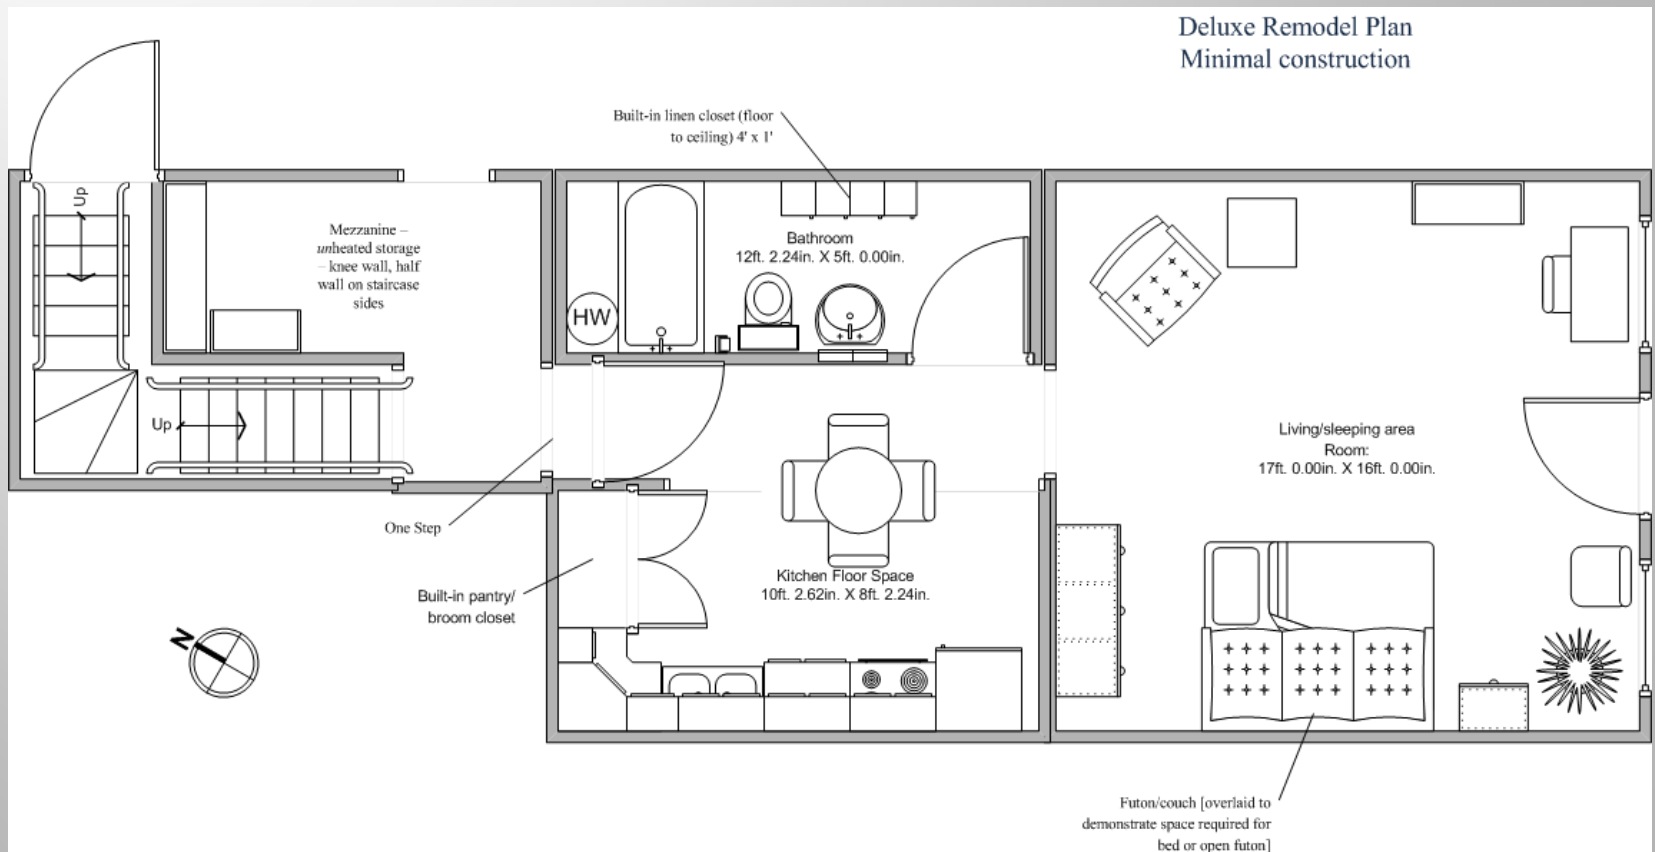 Deluxe Remodel Plan
Minimal construction
Built-in linen closet (floor
to ceiling) 4' x 1'
Up
Mezzanine –
unheated storage
– knee wall, half
wall on staircase
sides
Bathroom
12ft. 2.24in. X 5ft. 0.00in.
HW
Up
Living/sleeping area
Room:
17ft. 0.00in. X 16ft. 0.00in.
One Step
Kitchen Floor Space
10ft. 2.62in. X 8ft. 2.24in.
Built-in pantry/
broom closet
N
Futon/couch [overlaid to
demonstrate space required for
bed or open futon]